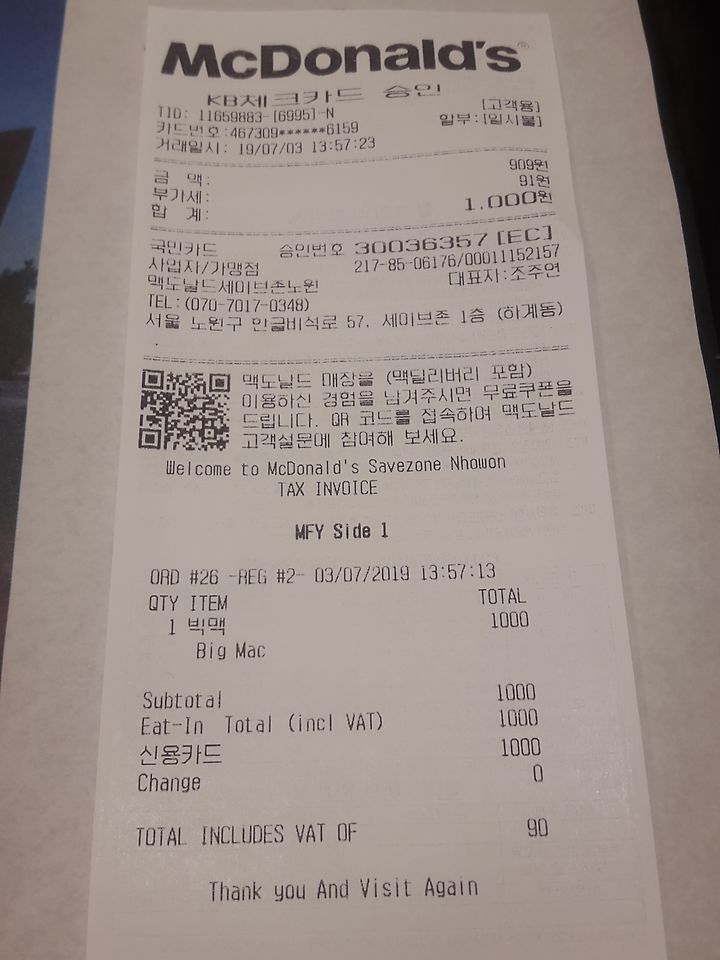 McDonald's®
KB체크카드 승인
TID: 11659883-[6995]-N [고객용]
카드번호:467309******6159 일부:[일시불]
거래일시: 19/07/03 13:57:23
금 액: 909원
부가세: 91원
합 계: 1,000원
국민카드 승인번호 30036357 [EC]
사업자/가맹점 217-85-06176/00011152157
맥도날드세이브존노원 대표자:조주연
TEL:(070-7017-0348)
서울 노원구 한글비석로 57, 세이브존 1층 (하계동)
맥도날드 매장을 (맥딜리버리 포함)
이용하신 경험을 남겨주시면 무료쿠폰을
드립니다. QR 코드를 접속하여 맥도날드
고객설문에 참여해 보세요.
Welcome to McDonald's Savezone Nhowon
TAX INVOICE
MFY Side 1
ORD #26 -REG #2- 03/07/2019 13:57:13
QTY ITEM TOTAL
1 빅맥 1000
Big Mac
Subtotal 1000
Eat-In Total (incl VAT) 1000
신용카드 1000
Change 0
TOTAL INCLUDES VAT OF 90
Thank you And Visit Again